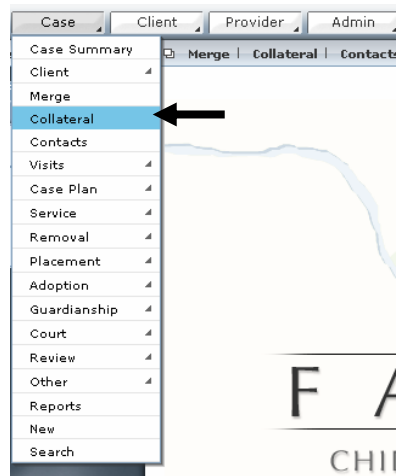 Case Client Provider Admin
Case Summary
Merge | Collateral | Contacts
Client
Merge
Collateral
Contacts
Visits
Case Plan
Service
Removal
Placement
Adoption
Guardianship
Court
Review
Other
Reports
New
Search
F A
CHI